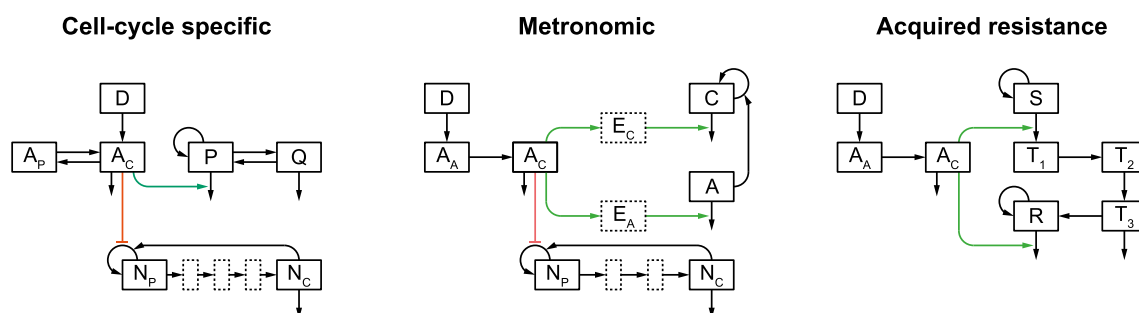 Cell-cycle specific
Metronomic
Acquired resistance
D
A_P
A_C
P
Q
N_P
N_C
D
A_A
A_C
E_C
E_A
C
A
N_P
N_C
D
A_A
A_C
S
T_1
T_2
R
T_3